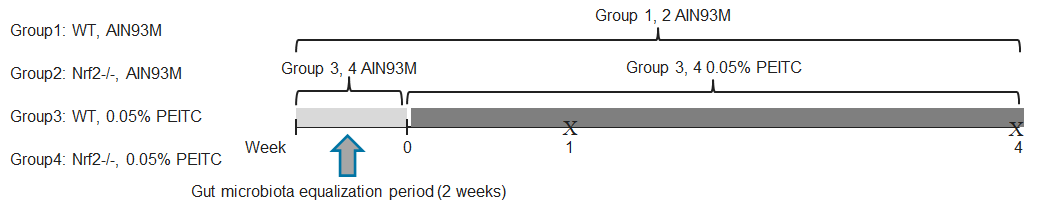 Group1: WT, AIN93M
Group2: Nrf2-/-, AIN93M
Group3: WT, 0.05% PEITC
Group4: Nrf2-/-, 0.05% PEITC
Group 1, 2 AIN93M
Group 3, 4 AIN93M
Group 3, 4 0.05% PEITC
X
X
Week
0
1
4
Gut microbiota equalization period (2 weeks)